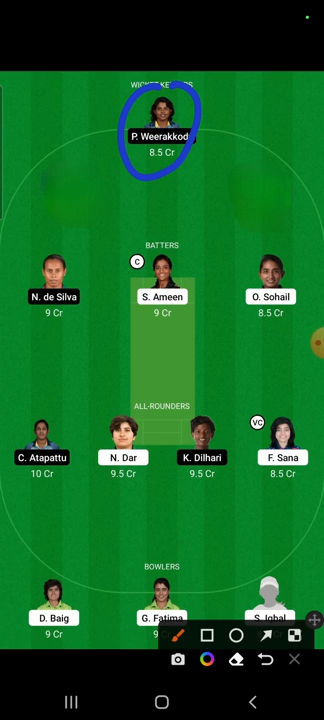 P. Weerakkod
8.5 Cr
BATTERS
C
N. de Silva
S. Ameen
O. Sohail
9 Cr
9 Cr
8.5 Cr
ALL-ROUNDERS
VC
C. Atapattu
N. Dar
K. Dilhari
F. Sana
10 Cr
9.5 Cr
9.5 Cr
8.5 Cr
BOWLERS
D. Baig
G. Fatima
S. Iqbal
9 Cr
9